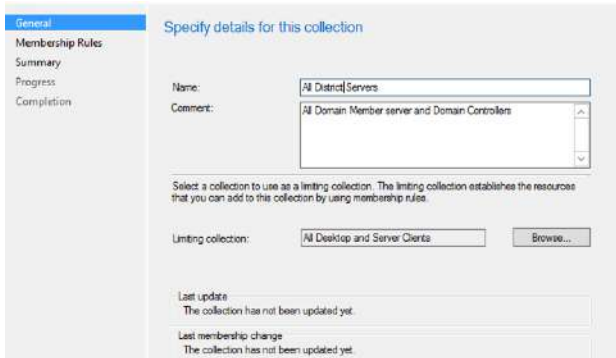 General
Membership Rules
Summary
Progress
Completion
Specify details for this collection
Name:
All District Servers
Comment:
All Domain Member server and Domain Controllers
Select a collection to use as a limiting collection. The limiting collection establishes the resources
that you can add to this collection by using membership rules.
Limiting collection:
All Desktop and Server Clients
Browse...
Last update
The collection has not been updated yet.
Last membership change
The collection has not been updated yet.